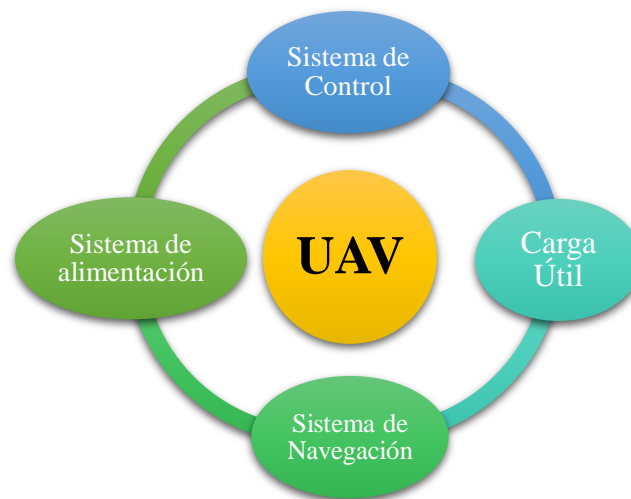 Sistema de
Control
Sistema de
alimentación
UAV
Carga
Útil
Sistema de
Navegación